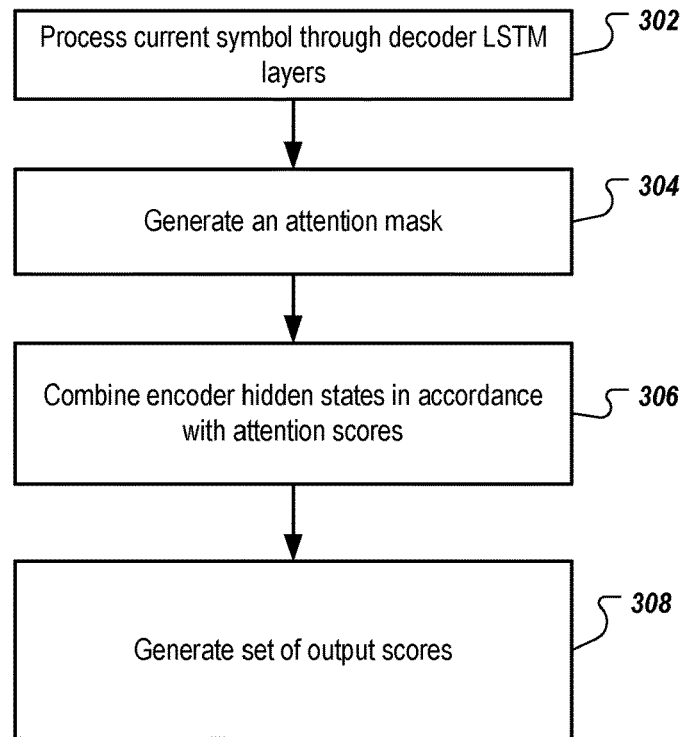 Process current symbol through decoder LSTM
layers
302
Generate an attention mask
304
Combine encoder hidden states in accordance
with attention scores
306
Generate set of output scores
308